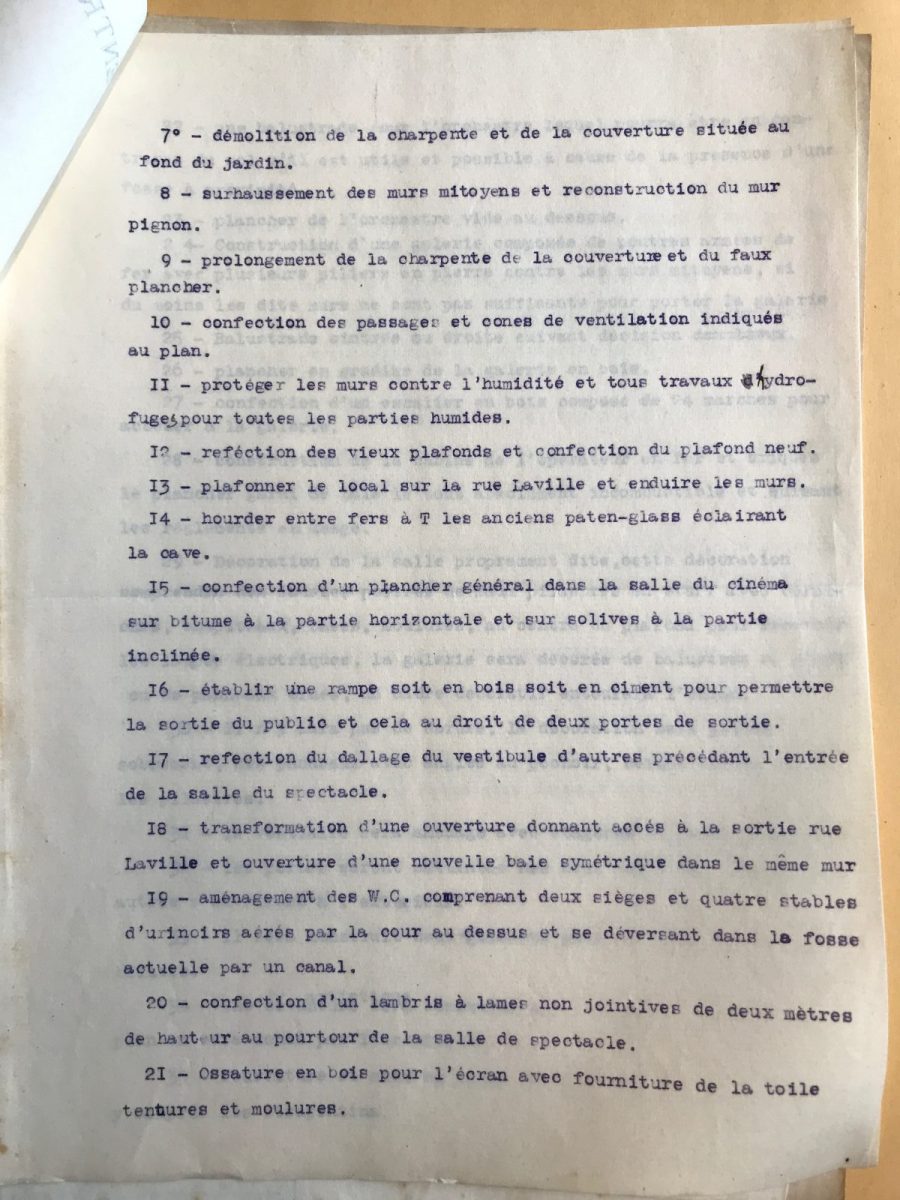 7° - démolition de la charpente et de la couverture située au
fond du jardin.
8 - surhaussement des murs mitoyens et reconstruction du mur
pignon.
9 - prolongement de la charpente de la couverture et du faux
plancher.
10 - confection des passages et cones de ventilation indiqués
au plan.
II - protéger les murs contre l'humidité et tous travaux d'hydro-
fuges pour toutes les parties humides.
I2 - reféction des vieux plafonds et confection du plafond neuf.
I3 - plafonner le local sur la rue Laville et enduire les murs.
I4 - hourder entre fers à T les anciens paten-glass éclairant
la cave.
I5 - confection d'un plancher général dans la salle du cinéma
sur bitume à la partie horizontale et sur solives à la partie
inclinée.
I6 - établir une rampe soit en bois soit en ciment pour permettre
la sortie du public et cela au droit de deux portes de sortie.
I7 - refection du dallage du vestibule d'autres précédant l'entrée
de la salle du spectacle.
I8 - transformation d'une ouverture donnant accés à la sortie rue
Laville et ouverture d'une nouvelle baie symétrique dans le même mur
I9 - aménagement des W.C. comprenant deux sièges et quatre stables
d'urinoirs aérés par la cour au dessus et se déversant dans la fosse
actuelle par un canal.
20 - confection d'un lambris à lames non jointives de deux mètres
de hauteur au pourtour de la salle de spectacle.
2I - Ossature en bois pour l'écran avec fourniture de la toile
tentures et moulures.